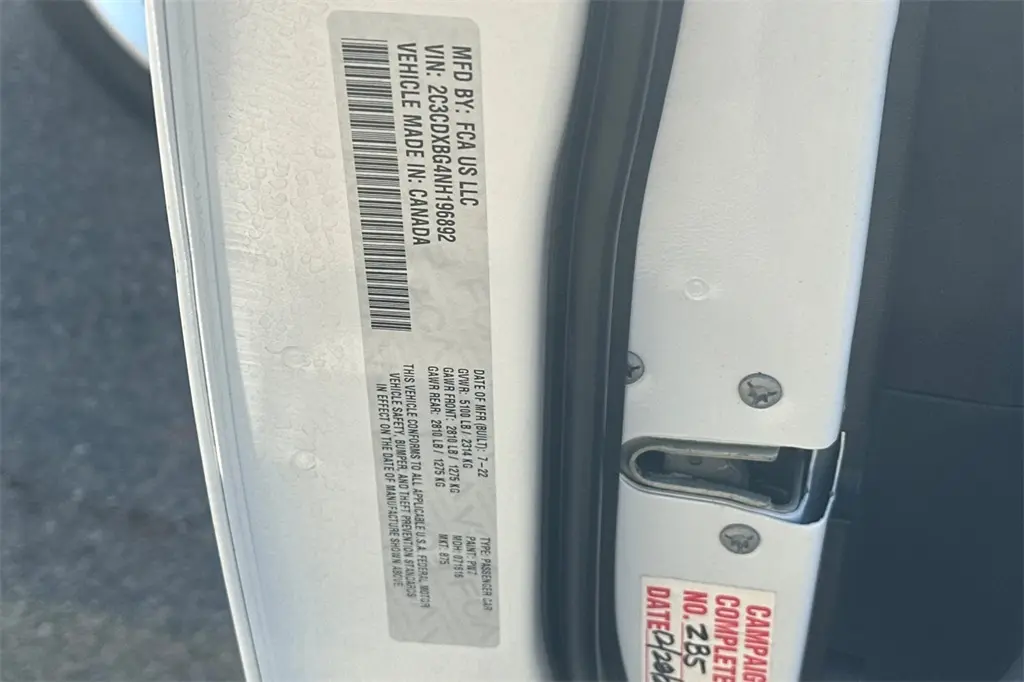 MFD BY: FCA US LLC
VIN: 2C3CDXBG4NH196892
VEHICLE MADE IN: CANADA
DATE OF MFR (BUILT): 7-22
GVWR: 5100 LB / 2314 KG
GAWR FRONT: 2810 LB / 1275 KG
GAWR REAR: 2810 LB / 1275 KG
THIS VEHICLE CONFORMS TO ALL APPLICABLE U.S.A. FEDERAL MOTOR
VEHICLE SAFETY, BUMPER, AND THEFT PREVENTION STANDARDS
IN EFFECT ON THE DATE OF MANUFACTURE SHOWN ABOVE.
TYPE: PASSENGER CAR
PAINT: PW7
MDH: 071616
MKT: B75
CAMPAIG
COMPLETE
NO. ZB5
DATE